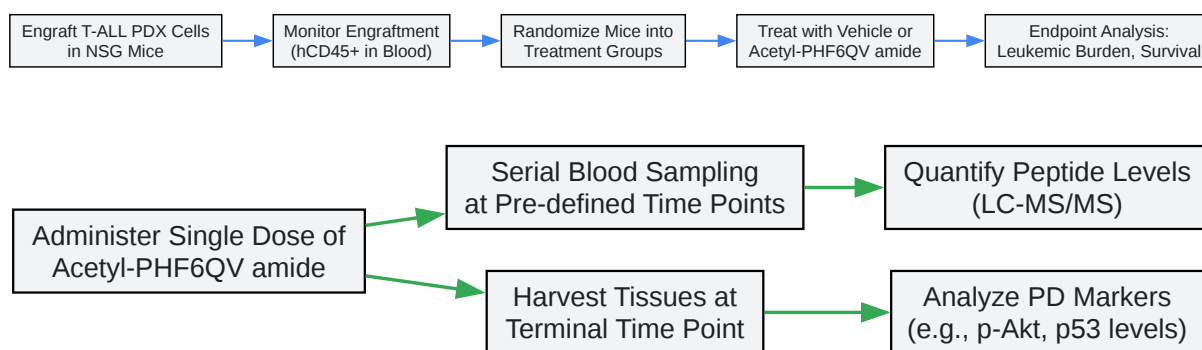 Engraft T-ALL PDX Cells
in NSG Mice
Monitor Engraftment
(hCD45+ in Blood)
Randomize Mice into
Treatment Groups
Treat with Vehicle or
Acetyl-PHF6QV amide
Endpoint Analysis:
Leukemic Burden, Survival
Administer Single Dose of
Acetyl-PHF6QV amide
Serial Blood Sampling
at Pre-defined Time Points
Quantify Peptide Levels
(LC-MS/MS)
Harvest Tissues at
Terminal Time Point
Analyze PD Markers
(e.g., p-Akt, p53 levels)